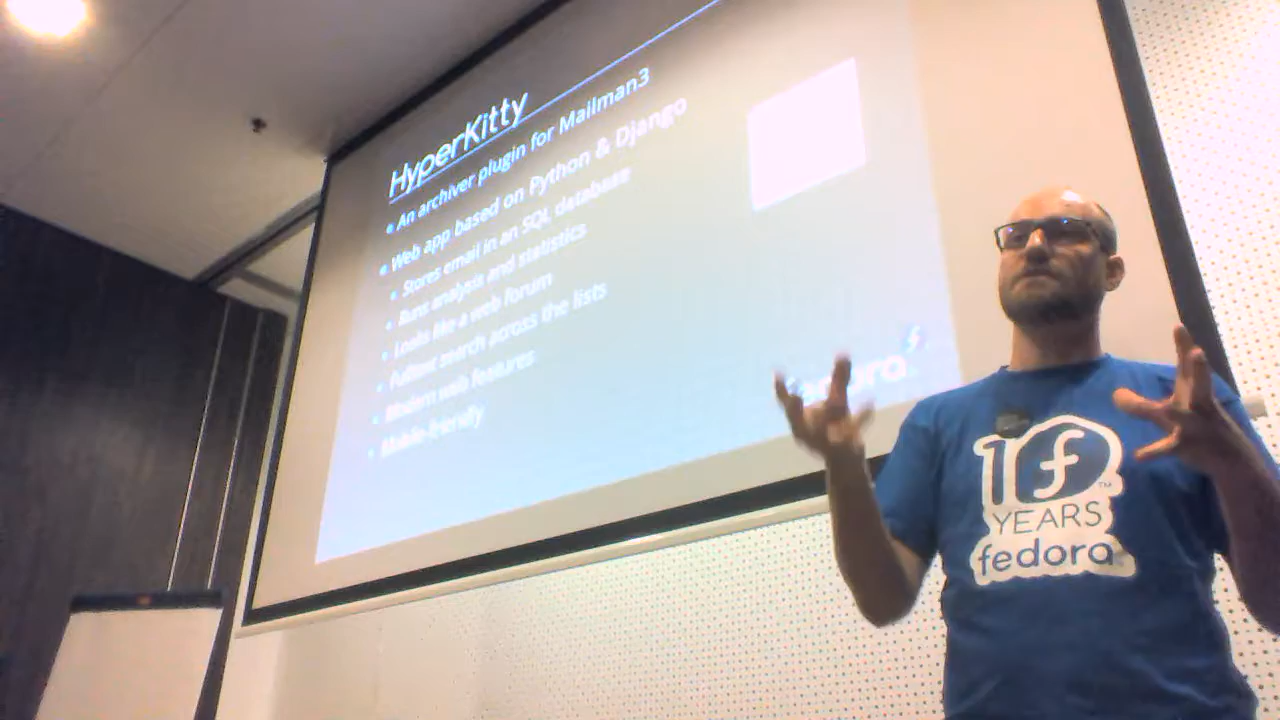 HyperKitty
• An archiver plugin for Mailman3
• Web app based on Python & Django
• Stores email in an SQL database
• Runs analysis and statistics
• Looks like a web forum
• Fulltext search across the lists
• Modern web features
• Mobile-friendly
fedora
10 f ™
YEARS
fedora